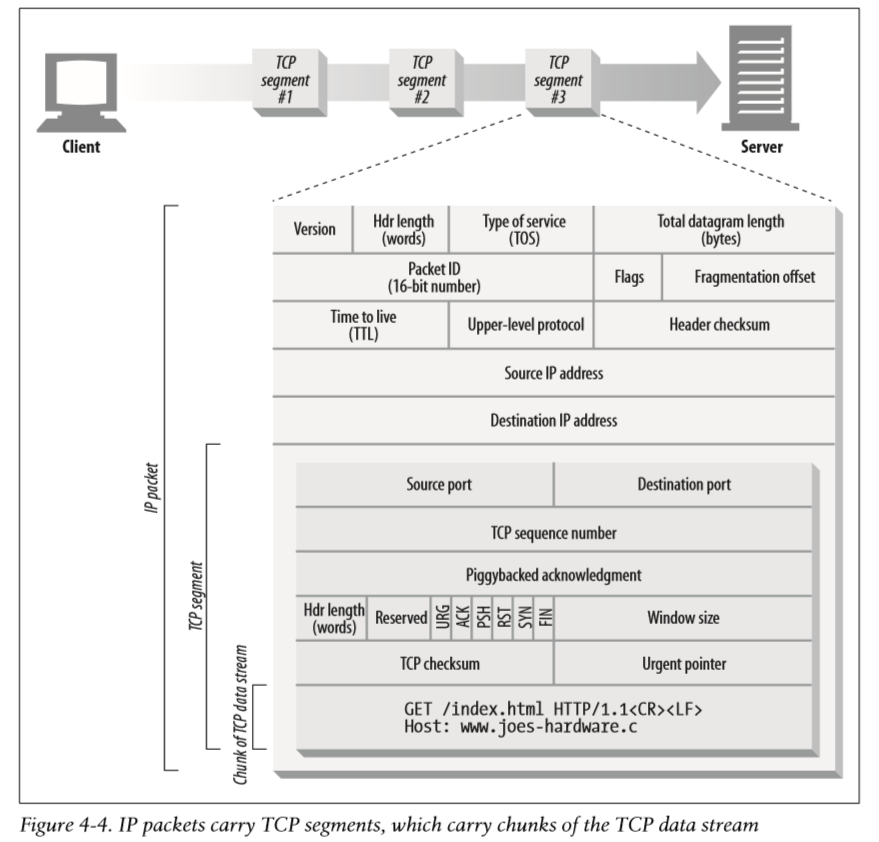 TCP
segment
#1
TCP
segment
#2
TCP
segment
#3
Client
Server
Version
Hdr length
(words)
Type of service
(TOS)
Total datagram length
(bytes)
Packet ID
(16-bit number)
Flags
Fragmentation offset
Time to live
(TTL)
Upper-level protocol
Header checksum
Source IP address
Destination IP address
IP packet
TCP segment
Chunk of TCP data stream
Source port
Destination port
TCP sequence number
Piggybacked acknowledgment
Hdr length
(words)
Reserved
URG
ACK
PSH
RST
SYN
FIN
Window size
TCP checksum
Urgent pointer
GET /index.html HTTP/1.1<CR><LF>
Host: www.joes-hardware.c
Figure 4-4. IP packets carry TCP segments, which carry chunks of the TCP data stream